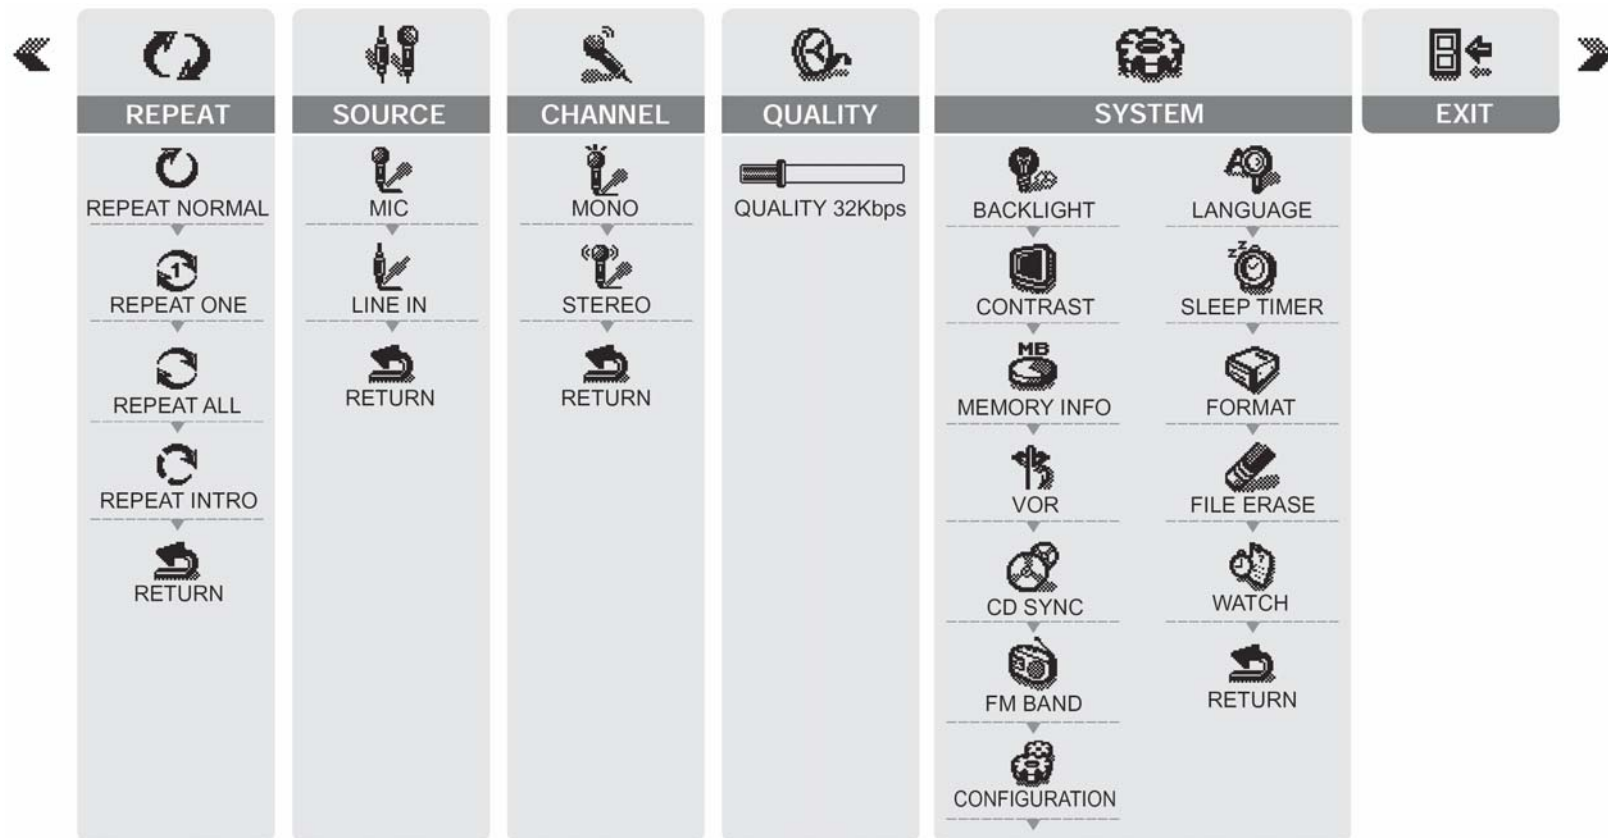 REPEAT
REPEAT NORMAL
1
REPEAT ONE
REPEAT ALL
REPEAT INTRO
RETURN
SOURCE
MIC
LINE IN
RETURN
CHANNEL
MONO
STEREO
RETURN
QUALITY
QUALITY 32Kbps
SYSTEM
BACKLIGHT
CONTRAST
MB
MEMORY INFO
VOR
CD SYNC
FM BAND
CONFIGURATION
A
LANGUAGE
zzz
SLEEP TIMER
FORMAT
FILE ERASE
WATCH
RETURN
EXIT